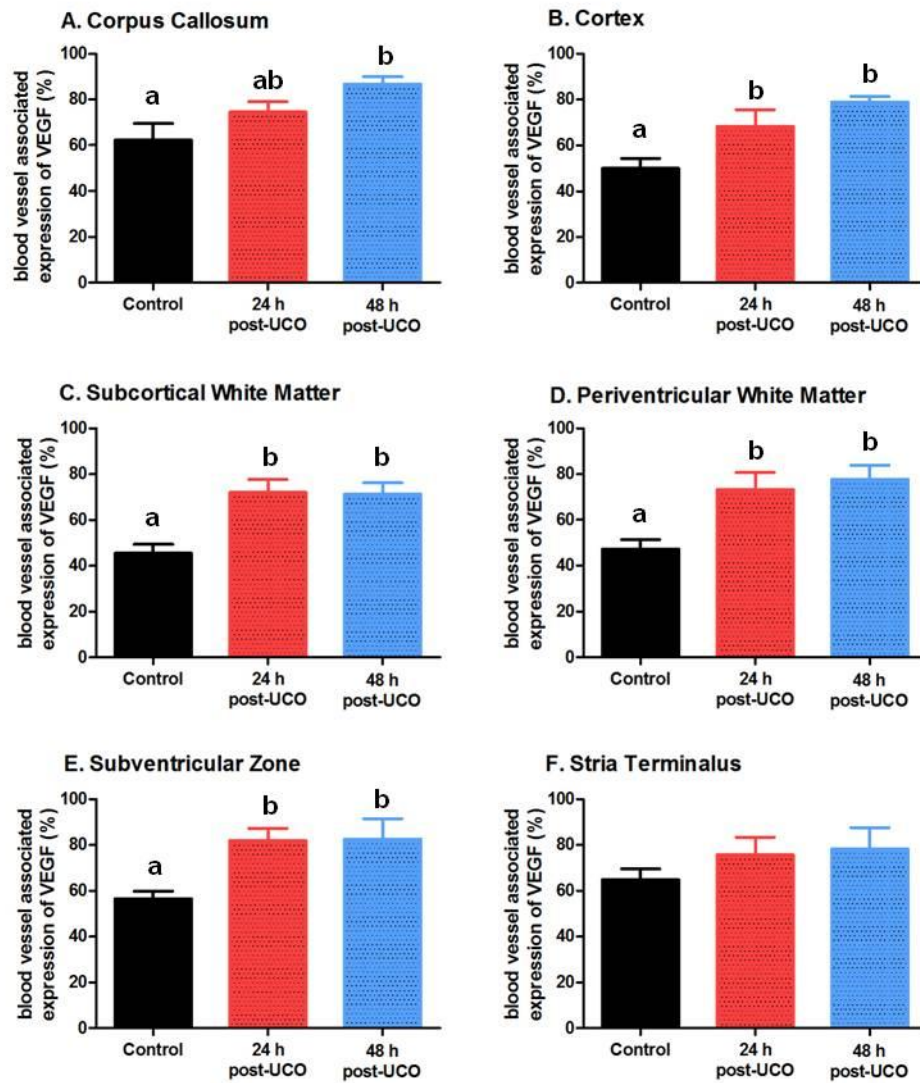 A. Corpus Callosum
blood vessel associated
expression of VEGF (%)
100
80
60
40
20
0
a
ab
b
Control
24 h
post-UCO
48 h
post-UCO
B. Cortex
blood vessel associated
expression of VEGF (%)
100
80
60
40
20
0
a
b
b
Control
24 h
post-UCO
48 h
post-UCO
C. Subcortical White Matter
blood vessel associated
expression of VEGF (%)
100
80
60
40
20
0
a
b
b
Control
24 h
post-UCO
48 h
post-UCO
D. Periventricular White Matter
blood vessel associated
expression of VEGF (%)
100
80
60
40
20
0
a
b
b
Control
24 h
post-UCO
48 h
post-UCO
E. Subventricular Zone
blood vessel associated
expression of VEGF (%)
100
80
60
40
20
0
a
b
b
Control
24 h
post-UCO
48 h
post-UCO
F. Stria Terminalus
blood vessel associated
expression of VEGF (%)
100
80
60
40
20
0
Control
24 h
post-UCO
48 h
post-UCO